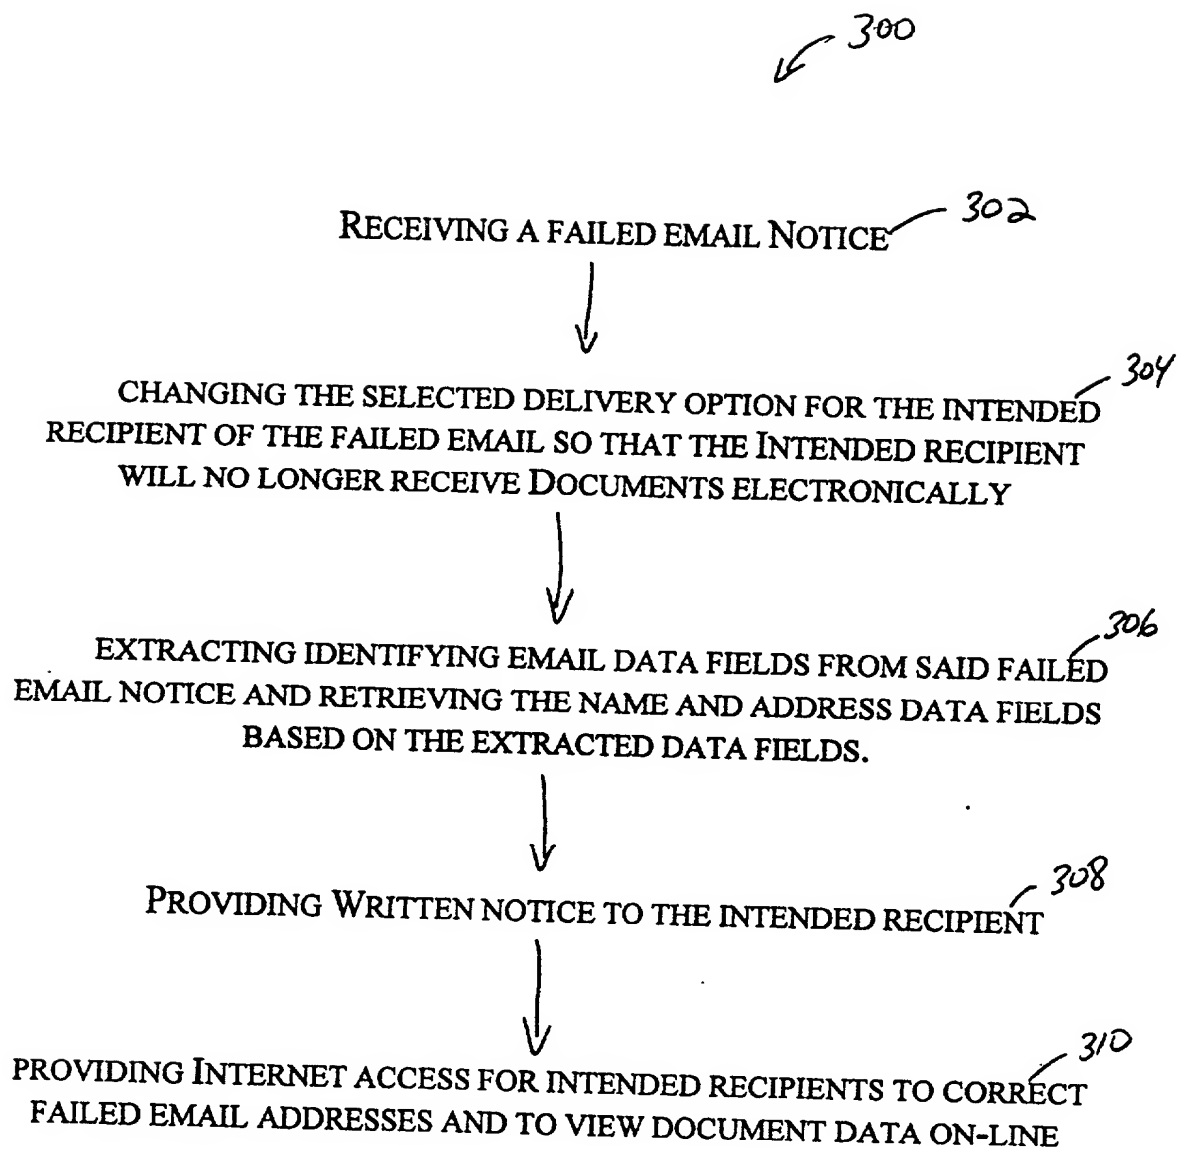 300
RECEIVING A FAILED EMAIL NOTICE 302
CHANGING THE SELECTED DELIVERY OPTION FOR THE INTENDED 304
RECIPIENT OF THE FAILED EMAIL SO THAT THE INTENDED RECIPIENT
WILL NO LONGER RECEIVE DOCUMENTS ELECTRONICALLY
EXTRACTING IDENTIFYING EMAIL DATA FIELDS FROM SAID FAILED 306
EMAIL NOTICE AND RETRIEVING THE NAME AND ADDRESS DATA FIELDS
BASED ON THE EXTRACTED DATA FIELDS.
PROVIDING WRITTEN NOTICE TO THE INTENDED RECIPIENT 308
PROVIDING INTERNET ACCESS FOR INTENDED RECIPIENTS TO CORRECT 310
FAILED EMAIL ADDRESSES AND TO VIEW DOCUMENT DATA ON-LINE